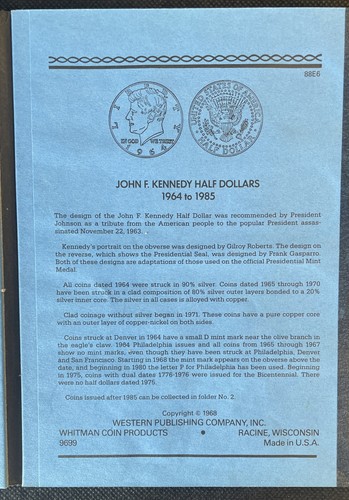 88E6
LIBERTY
IN GOD WE TRUST
1964
UNITED STATES OF AMERICA
HALF DOLLAR
JOHN F. KENNEDY HALF DOLLARS
1964 to 1985
The design of the John F. Kennedy Half Dollar was recommended by President
Johnson as a tribute from the American people to the popular President assas-
sinated November 22, 1963.
Kennedy's portrait on the obverse was designed by Gilroy Roberts. The design on
the reverse, which shows the Presidential Seal, was designed by Frank Gasparro.
Both of these designs are adaptations of those used on the official Presidential Mint
Medal.
All coins dated 1964 were struck in 90% silver. Coins dated 1965 through 1970
have been struck in a clad composition of 80% silver outer layers bonded to a 20%
silver inner core. The silver in all cases is alloyed with copper.
Clad coinage without silver began in 1971. These coins have a pure copper core
with an outer layer of copper-nickel on both sides.
Coins struck at Denver in 1964 have a small D mint mark near the olive branch in
the eagle's claw. 1964 Philadelphia issues and all coins from 1965 through 1967
show no mint marks, even though they have been struck at Philadelphia, Denver
and San Francisco. Starting in 1968 the mint mark appears on the obverse above the
date, and beginning in 1980 the letter P for Philadelphia has been used. Beginning
in 1975, coins with dual dates 1776-1976 were issued for the Bicentennial. There
were no half dollars dated 1975.
Coins issued after 1985 can be collected in folder No. 2.
Copyright © 1968
WESTERN PUBLISHING COMPANY, INC.
WHITMAN COIN PRODUCTS • RACINE, WISCONSIN
9699 Made in U.S.A.